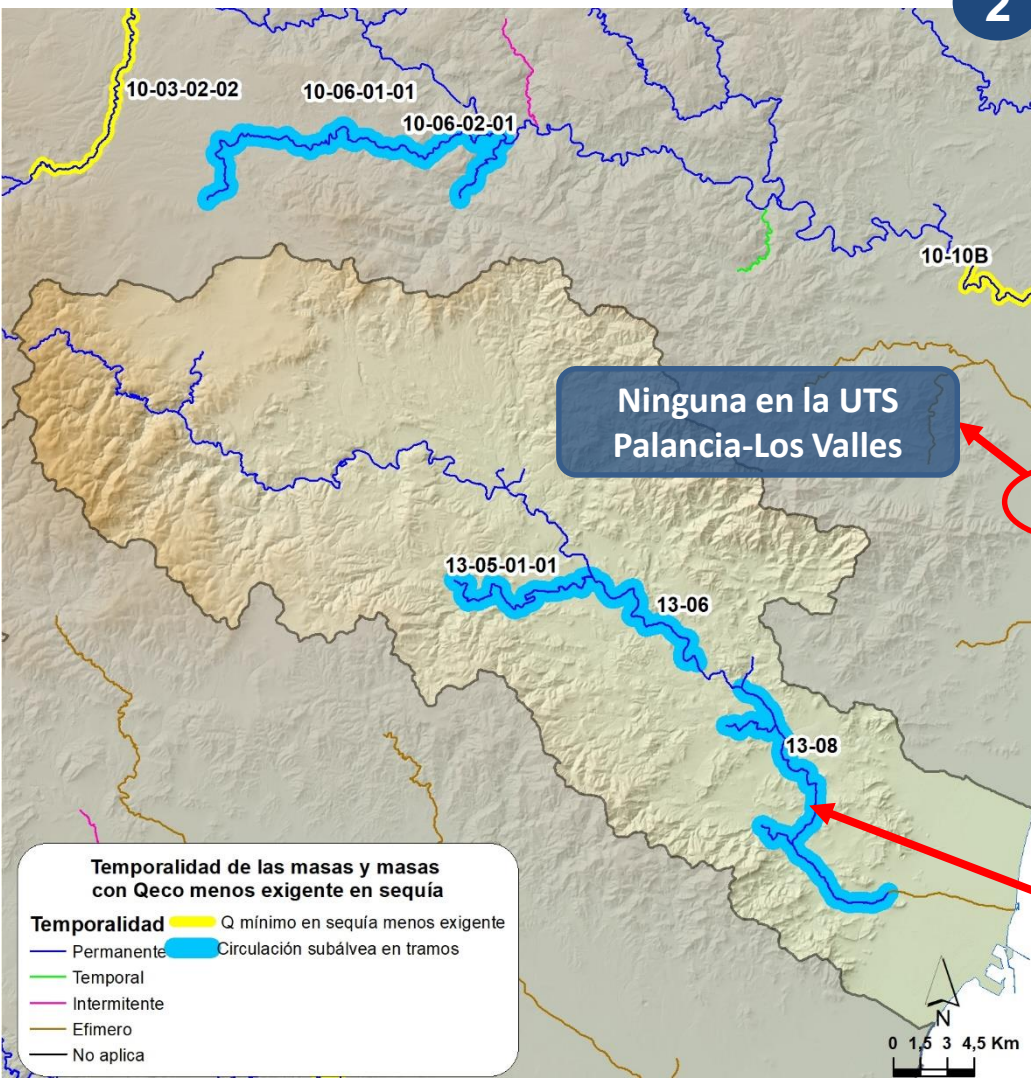 2
10-03-02-02
10-06-01-01
10-06-02-01
10-10B
Ninguna en la UTS
Palancia-Los Valles
13-05-01-01
13-06
13-08
Temporalidad de las masas y masas
con Qeco menos exigente en sequía
Temporalidad
Q mínimo en sequía menos exigente
Permanente
Circulación subálvea en tramos
Temporal
Intermitente
Efimero
No aplica
N
0 1,5 3 4,5 Km